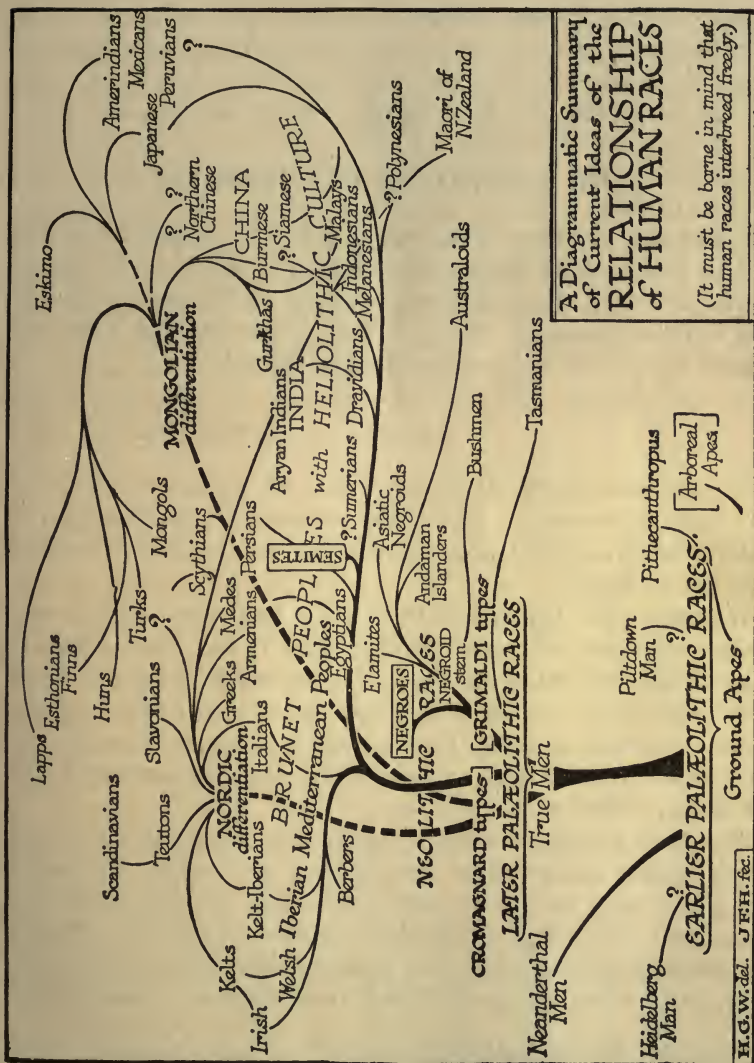 A Diagrammatic Summary
of Current Ideas of the
RELATIONSHIP
of HUMAN RACES
(It must be borne in mind that
human races interbreed freely.)
Eskimo
Amerindians
Mexicans
Japanese
Peruvians
?
Lapps
Esthonians
Finns
Huns
Turks
?
Mongols
MONGOLIAN
differentiation
?
?
Northern
Chinese
CHINA
Burmese
? Siamese
Gurkhas
Malays
Indonesians
Melanesians
Scandinavians
Teutons
Slavonians
Scythians
NORDIC
differentiation
Greeks
Medes
Italians
Armenians
Persians
Aryan Indians
INDIA
Kelts
Irish
Kelt-Iberians
Welsh
BRUNET PEOPLES with HELIOLITHIC CULTURE
Iberian Mediterranean Peoples
Egyptians
SEMITES
? Sumerians
Dravidians
Berbers
Elamites
Asiatic
Negroids
? Polynesians
Maori of
N. Zealand
Andaman
Islanders
Australoids
NEOLITHIC RACES
NEGROES
NEGROID
stem
Bushmen
CROMAGNARD types
[GRIMALDI types
LATER PALÆOLITHIC RACES
Tasmanians
True Men
Neanderthal
Men
Piltdown
Man
?
Pithecanthropus
[Arboreal
Apes]
Heidelberg
Man
?
EARLIER PALÆOLITHIC RACES
Ground Apes
H.G.W. del. J.F.H. fec.